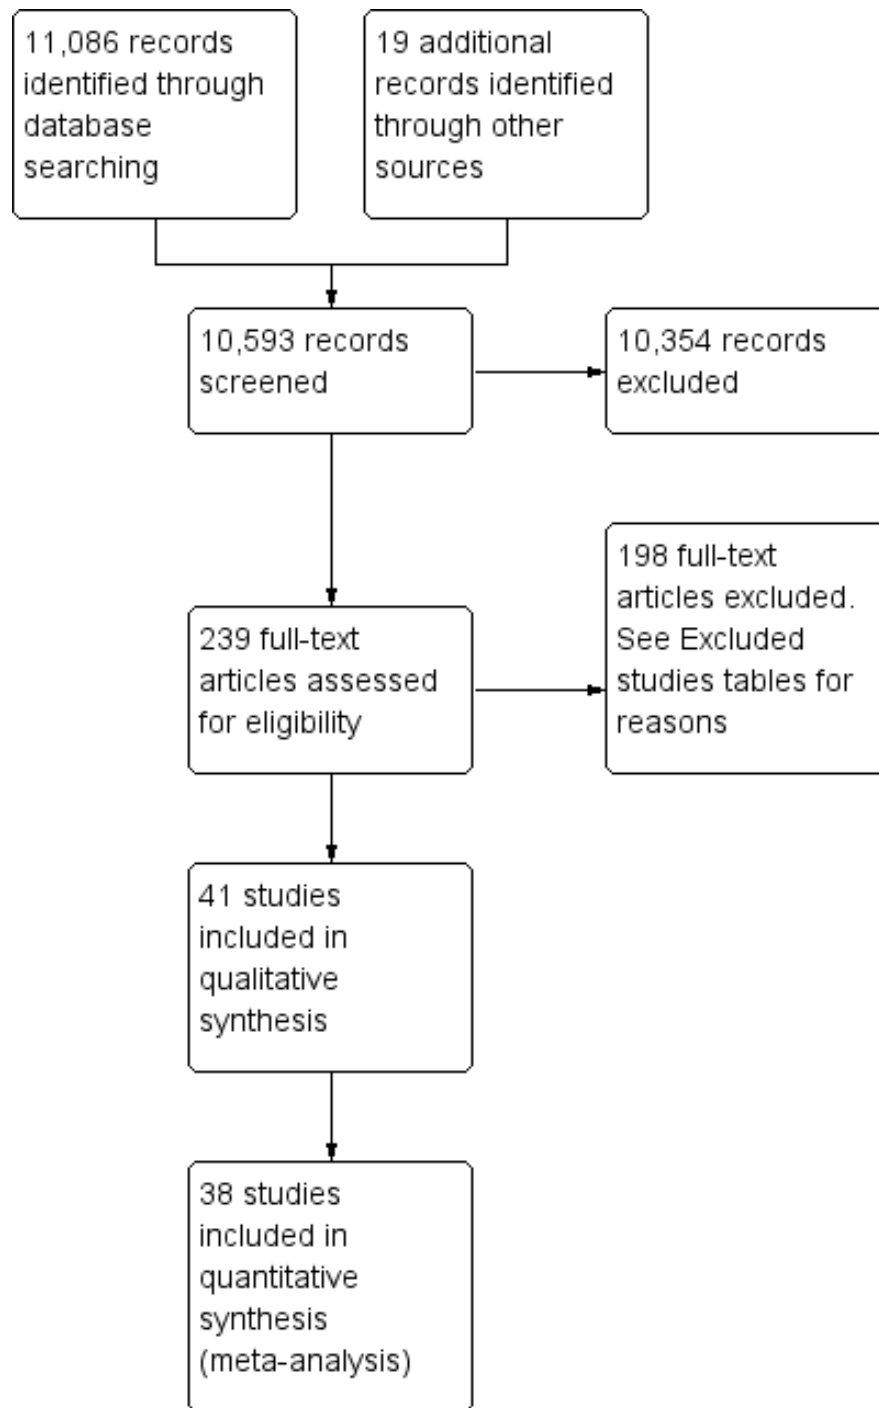 11,086 records
identified through
database
searching
19 additional
records identified
through other
sources
10,593 records
screened
10,354 records
excluded
239 full-text
articles assessed
for eligibility
198 full-text
articles excluded.
See Excluded
studies tables for
reasons
41 studies
included in
qualitative
synthesis
38 studies
included in
quantitative
synthesis
(meta-analysis)